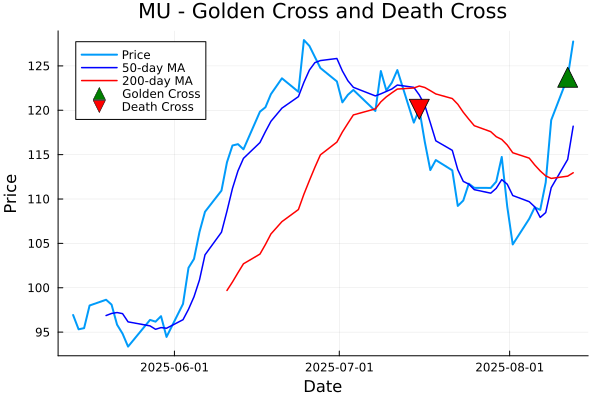 MU - Golden Cross and Death Cross
Price
50-day MA
200-day MA
Golden Cross
Death Cross
125
120
115
110
105
100
95
Price
2025-06-01
2025-07-01
2025-08-01
Date